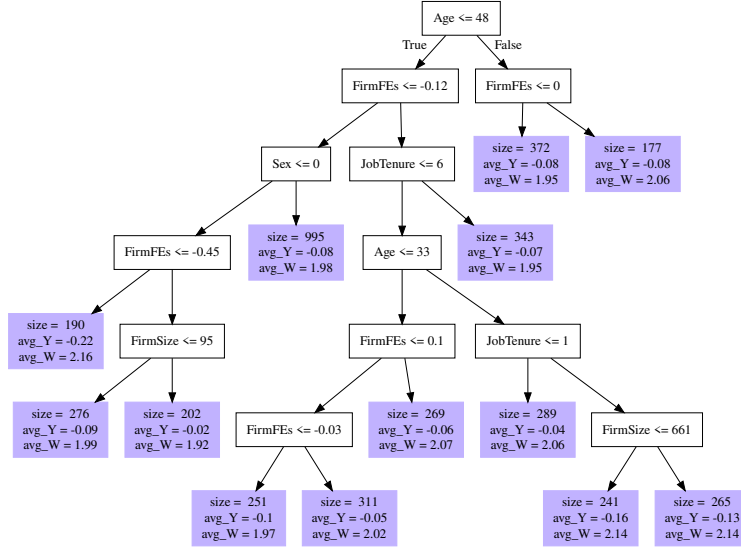 Age <= 48
True
False
FirmFEs <= -0.12
FirmFEs <= 0
Sex <= 0
JobTenure <= 6
size = 372
avg_Y = -0.08
avg_W = 1.95
size = 177
avg_Y = -0.08
avg_W = 2.06
FirmFEs <= -0.45
size = 995
avg_Y = -0.08
avg_W = 1.98
Age <= 33
size = 343
avg_Y = -0.07
avg_W = 1.95
size = 190
avg_Y = -0.22
avg_W = 2.16
FirmSize <= 95
FirmFEs <= 0.1
JobTenure <= 1
size = 276
avg_Y = -0.09
avg_W = 1.99
size = 202
avg_Y = -0.02
avg_W = 1.92
FirmFEs <= -0.03
size = 269
avg_Y = -0.06
avg_W = 2.07
size = 289
avg_Y = -0.04
avg_W = 2.06
FirmSize <= 661
size = 251
avg_Y = -0.1
avg_W = 1.97
size = 311
avg_Y = -0.05
avg_W = 2.02
size = 241
avg_Y = -0.16
avg_W = 2.14
size = 265
avg_Y = -0.13
avg_W = 2.14